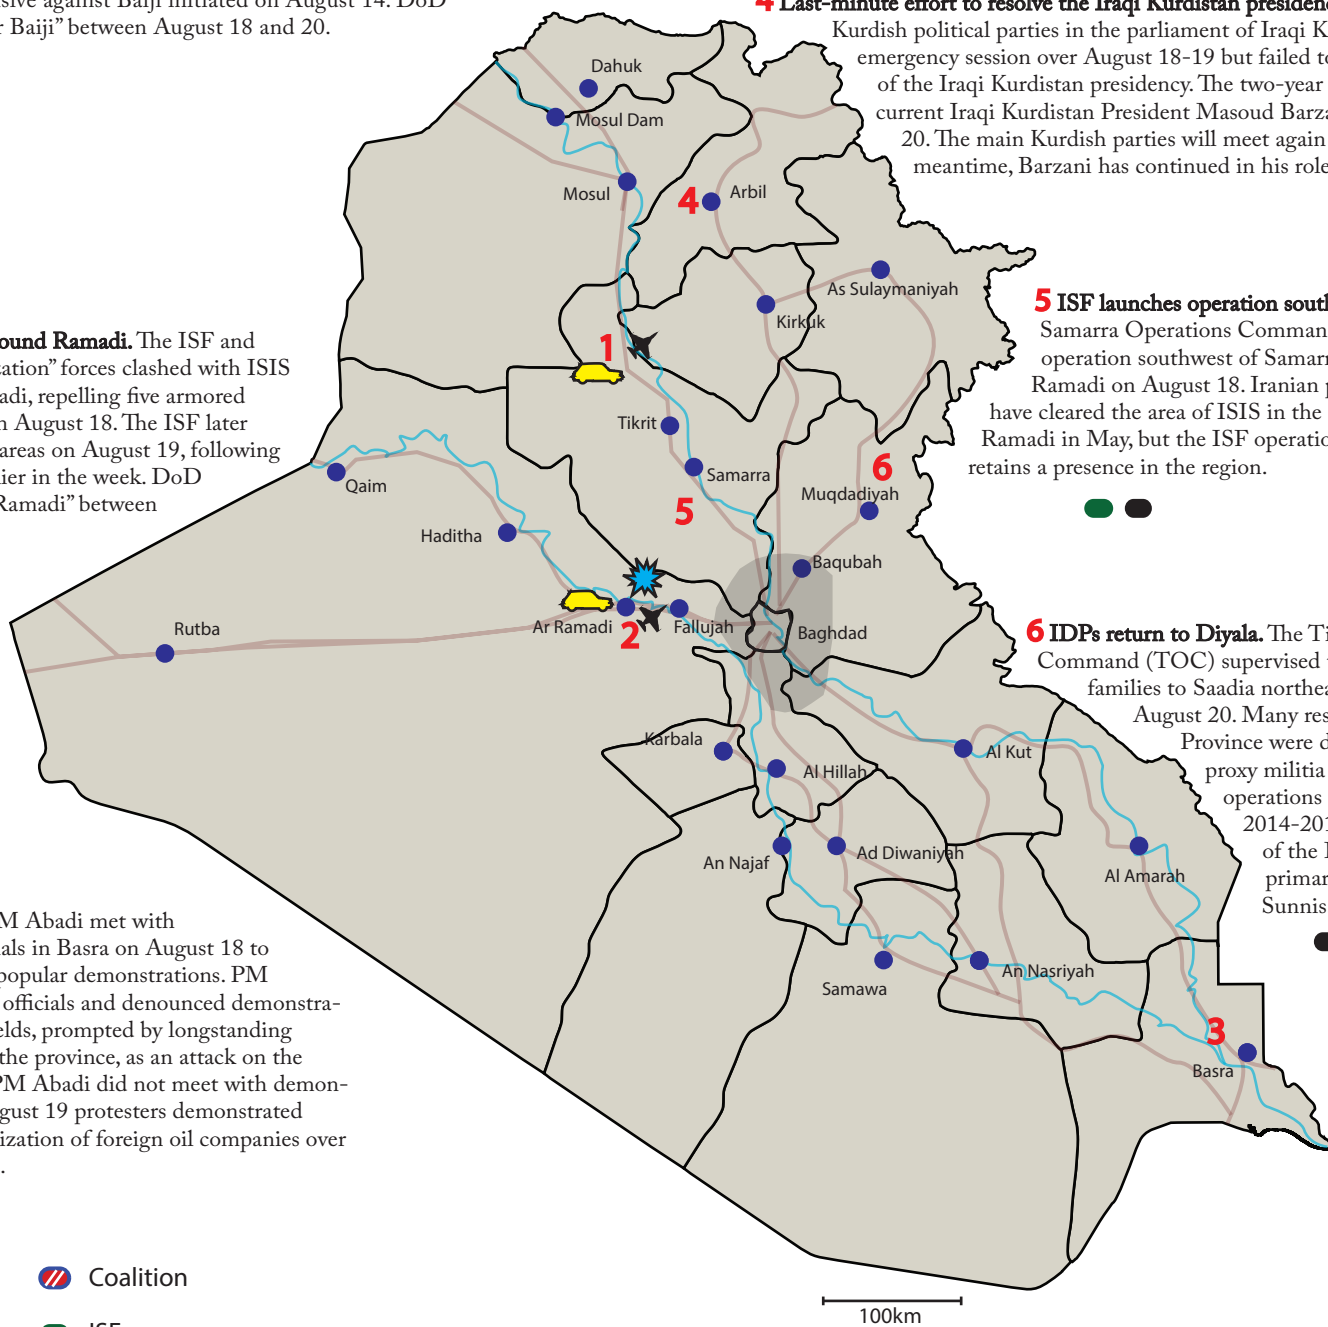 sive against Baiji initiated on August 14. DoD
r Baiji” between August 18 and 20.
4 Last-minute effort to resolve the Iraqi Kurdistan presiden
Kurdish political parties in the parliament of Iraqi K
emergency session over August 18-19 but failed to
of the Iraqi Kurdistan presidency. The two-year
current Iraqi Kurdistan President Masoud Barza
20. The main Kurdish parties will meet again
meantime, Barzani has continued in his role
Dahuk
Mosul Dam
Mosul
4
Arbil
As Sulaymaniyah
Kirkuk
1
5 ISF launches operation south
Samarra Operations Comman
operation southwest of Samarr
Ramadi on August 18. Iranian p
have cleared the area of ISIS in the
Ramadi in May, but the ISF operatio
retains a presence in the region.
ound Ramadi. The ISF and
zation” forces clashed with ISIS
adi, repelling five armored
n August 18. The ISF later
areas on August 19, following
lier in the week. DoD
Ramadi” between
Tikrit
Samarra
6
Muqdadiyah
5
Qaim
Haditha
Baqubah
Ar Ramadi
2
Fallujah
Baghdad
Rutba
6 IDPs return to Diyala. The Ti
Command (TOC) supervised
families to Saadia northea
August 20. Many res
Province were d
proxy militia
operations
2014-201
of the I
primar
Sunnis
Karbala
Al Hillah
Al Kut
An Najaf
Ad Diwaniyah
Al Amarah
Samawa
An Nasriyah
3
Basra
M Abadi met with
als in Basra on August 18 to
popular demonstrations. PM
officials and denounced demonstra-
elds, prompted by longstanding
the province, as an attack on the
PM Abadi did not meet with demon-
gust 19 protesters demonstrated
ization of foreign oil companies over
.
Coalition
ISF
100km